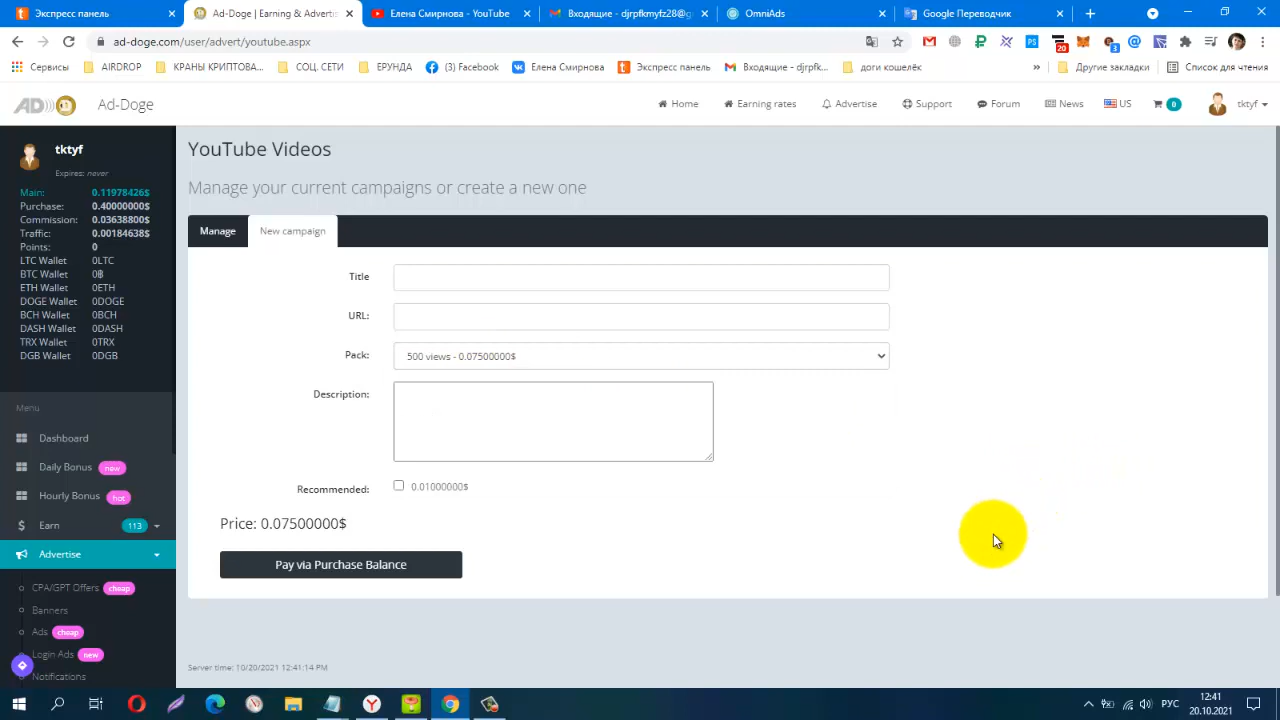 Экспресс панель
Ad-Doge | Earning & Advertis
Елена Смирнова - YouTube
Входящие - djrpfkmyfz28@g
OmniAds
Google Переводчик
ad-doge.com/user/advert/youtube.aspx
20
3
Сервисы
AIRDROP
КРАНЫ КРИПТОВА...
СОЦ. СЕТИ
ЕРУНДА
(3) Facebook
Елена Смирнова
Экспресс панель
Входящие - djrpfk...
доги кошелёк
»
Другие закладки
Список для чтения
AD
Ad-Doge
Home
Earning rates
Advertise
Support
Forum
News
US
0
tktyf
tktyf
Expires: never
Main: 0.11978426$
Purchase: 0.40000000$
Commission: 0.03638800$
Traffic: 0.00184638$
Points: 0
LTC Wallet 0LTC
BTC Wallet 0฿
ETH Wallet 0ETH
DOGE Wallet 0DOGE
BCH Wallet 0BCH
DASH Wallet 0DASH
TRX Wallet 0TRX
DGB Wallet 0DGB
Menu
Dashboard
Daily Bonus new
Hourly Bonus hot
Earn 113
Advertise
CPA/GPT Offers cheap
Banners
Ads cheap
Login Ads new
Notifications
YouTube Videos
Manage your current campaigns or create a new one
Manage
New campaign
Title
URL:
Pack: 500 views - 0.07500000$
Description:
Recommended: 0.01000000$
Price: 0.07500000$
Pay via Purchase Balance
Server time: 10/20/2021 12:41:14 PM
РУС
12:41
20.10.2021